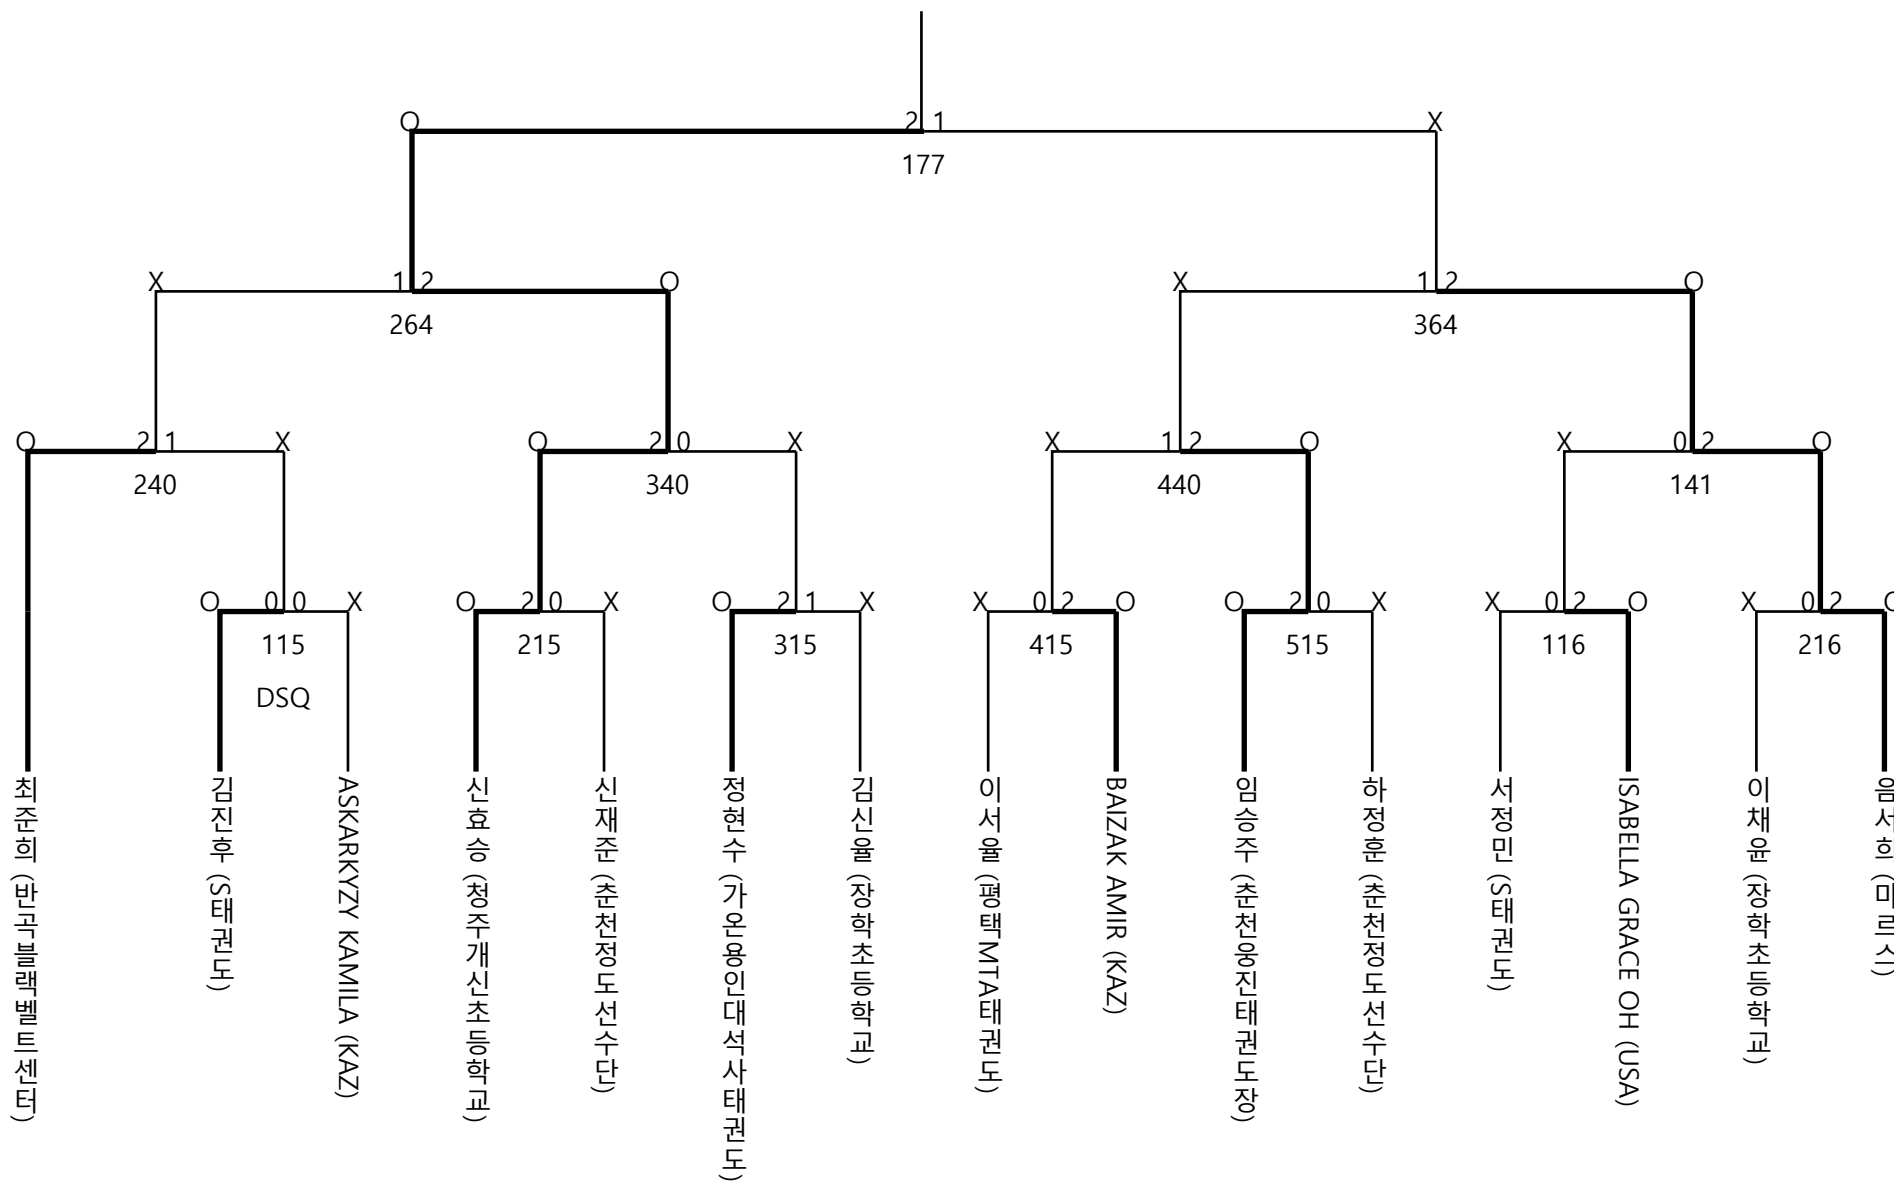 O 2 1 X
177
X 1 2 O X 1 2 O
264 364
O 2 1 X O 2 0 X X 1 2 O X 0 2 O
240 340 440 141
O 0 0 X O 2 0 X O 2 1 X X 0 2 O O 2 0 X X 0 2 O X 0 2 O
115 215 315 415 515 116 216
DSQ
최준희 (반곡블랙벨트센터)
김진후 (S태권도)
ASKARKYZY KAMILA (KAZ)
신효승 (청주개신초등학교)
신재준 (춘천정도선수단)
정현수 (가온용인대석사태권도)
김신율 (장학초등학교)
이서율 (평택MTA태권도)
BAIZAK AMIR (KAZ)
임승주 (춘천웅진태권도장)
하정훈 (춘천정도선수단)
서정민 (S태권도)
ISABELLA GRACE OH (USA)
이채윤 (장학초등학교)
음서희 (마르스)